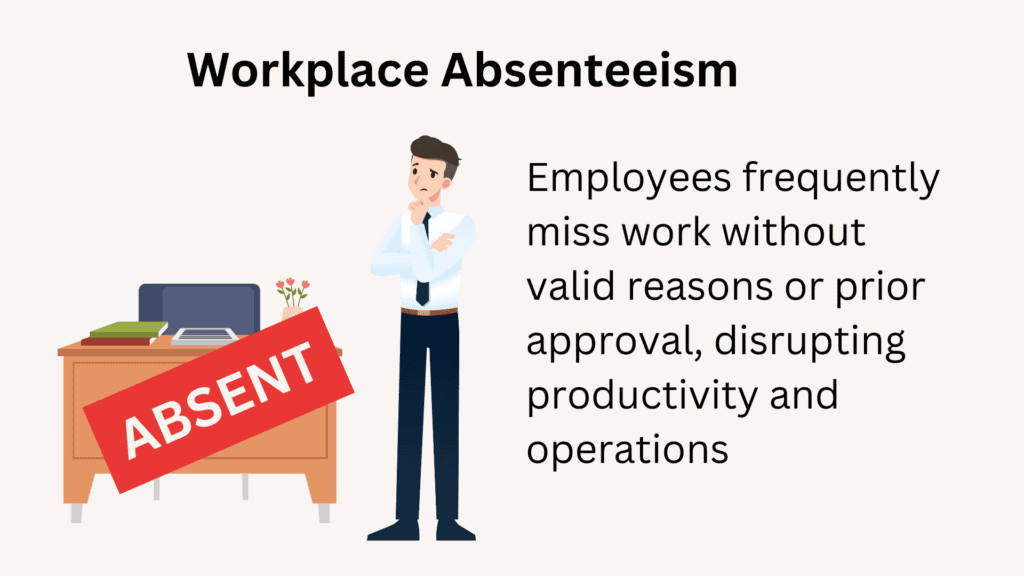 Workplace Absenteeism
Employees frequently
miss work without
valid reasons or prior
approval, disrupting
productivity and
operations
ABSENT